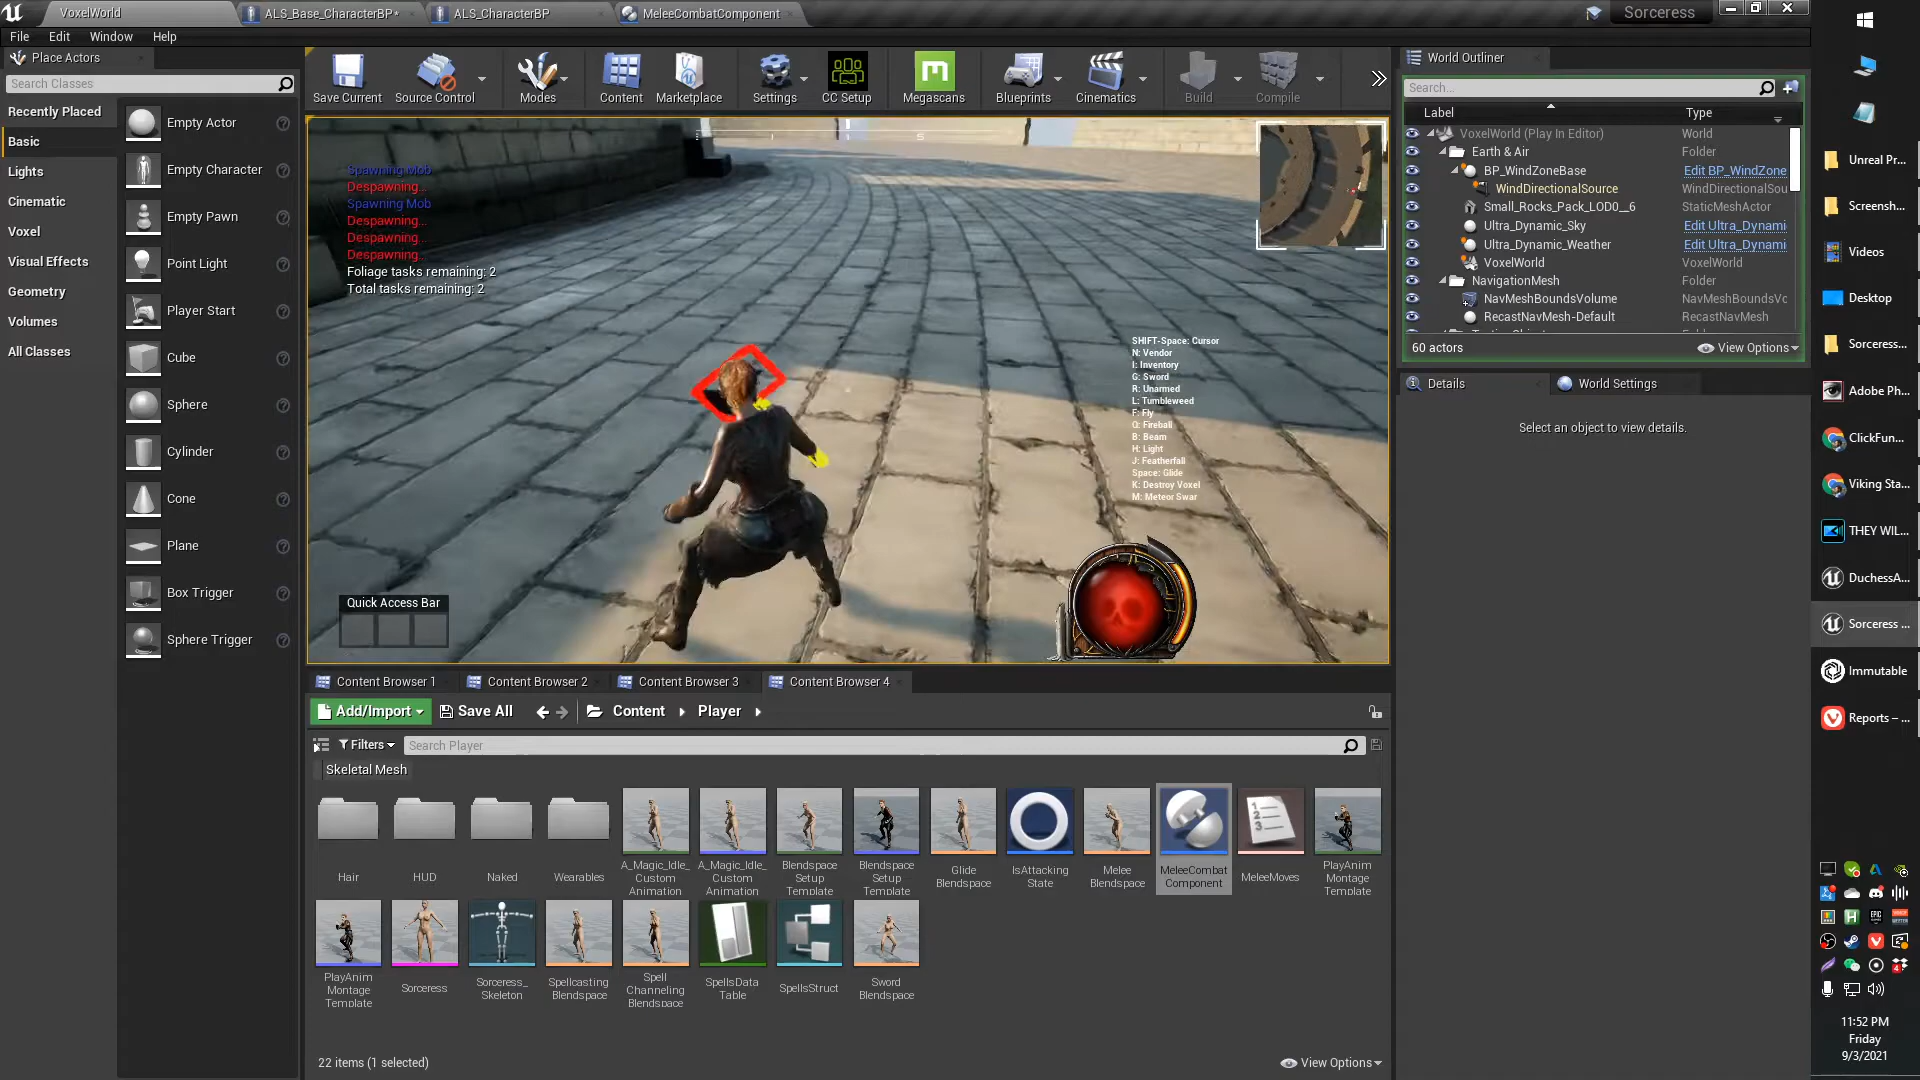 VoxelWorld
ALS_Base_CharacterBP*
ALS_CharacterBP
MeleeCombatComponent
Sorceress
File
Edit
Window
Help
Place Actors
Search Classes
Recently Placed
Basic
Lights
Cinematic
Voxel
Visual Effects
Geometry
Volumes
All Classes
Empty Actor
Empty Character
Empty Pawn
Point Light
Player Start
Cube
Sphere
Cylinder
Cone
Plane
Box Trigger
Sphere Trigger
Save Current
Source Control
Modes
Content
Marketplace
Settings
CC Setup
Megascans
Blueprints
Cinematics
Build
Compile
S
Spawning Mob
Despawning...
Spawning Mob
Despawning...
Despawning...
Despawning...
Foliage tasks remaining: 2
Total tasks remaining: 2
SHIFT-Space: Cursor
N: Vendor
I: Inventory
G: Sword
R: Unarmed
L: Tumbleweed
F: Fly
Q: Fireball
B: Beam
H: Light
J: Featherfall
Space: Glide
K: Destroy Voxel
M: Meteor Swar
Quick Access Bar
World Outliner
Search...
Label
Type
VoxelWorld (Play In Editor)
World
Earth & Air
Folder
BP_WindZoneBase
Edit BP_WindZone
WindDirectionalSource
WindDirectionalSou
Small_Rocks_Pack_LOD0__6
StaticMeshActor
Ultra_Dynamic_Sky
Edit Ultra_Dynami
Ultra_Dynamic_Weather
Edit Ultra_Dynami
VoxelWorld
VoxelWorld
NavigationMesh
Folder
NavMeshBoundsVolume
NavMeshBoundsVc
RecastNavMesh-Default
RecastNavMesh
60 actors
View Options
Details
World Settings
Select an object to view details.
Content Browser 1
Content Browser 2
Content Browser 3
Content Browser 4
Add/Import
Save All
Content
Player
Filters
Search Player
Skeletal Mesh
Hair
HUD
Naked
Wearables
A_Magic_Idle_
Custom
Animation
A_Magic_Idle_
Custom
Animation
Blendspace
Setup
Template
Blendspace
Setup
Template
Glide
Blendspace
IsAttacking
State
Melee
Blendspace
MeleeCombat
Component
MeleeMoves
PlayAnim
Montage
Template
PlayAnim
Montage
Template
Sorceress
Sorceress_
Skeleton
Spellcasting
Blendspace
Spell
Channeling
Blendspace
SpellsData
Table
SpellsStruct
Sword
Blendspace
22 items (1 selected)
View Options
Unreal Pr...
Screensh...
Videos
Desktop
Sorceress...
Adobe Ph...
ClickFun...
Viking Sta...
THEY WIL...
DuchessA...
Sorceress ...
Immutable
Reports – ...
11:52 PM
Friday
9/3/2021